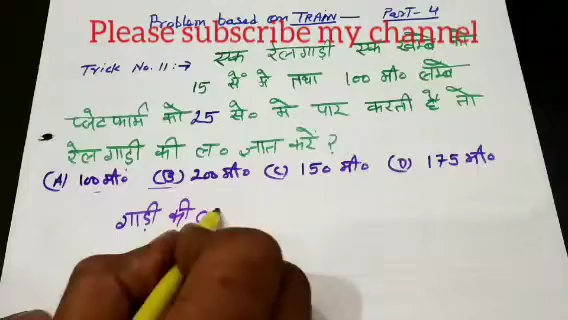 Problem based on TRAIN — Part-4
Please subscribe my channel
एक रेलगाड़ी एक खम्बे को
Trick No. 11:→ 15 से० मे तथा 100 मी० लम्बे
प्लेटफार्म को 25 से० मे पार करती है तो
रेलगाड़ी की ल० ज्ञात करें ?
(A) 100 मी० (B) 200 मी० (C) 150 मी० (D) 175 मी०
गाड़ी की